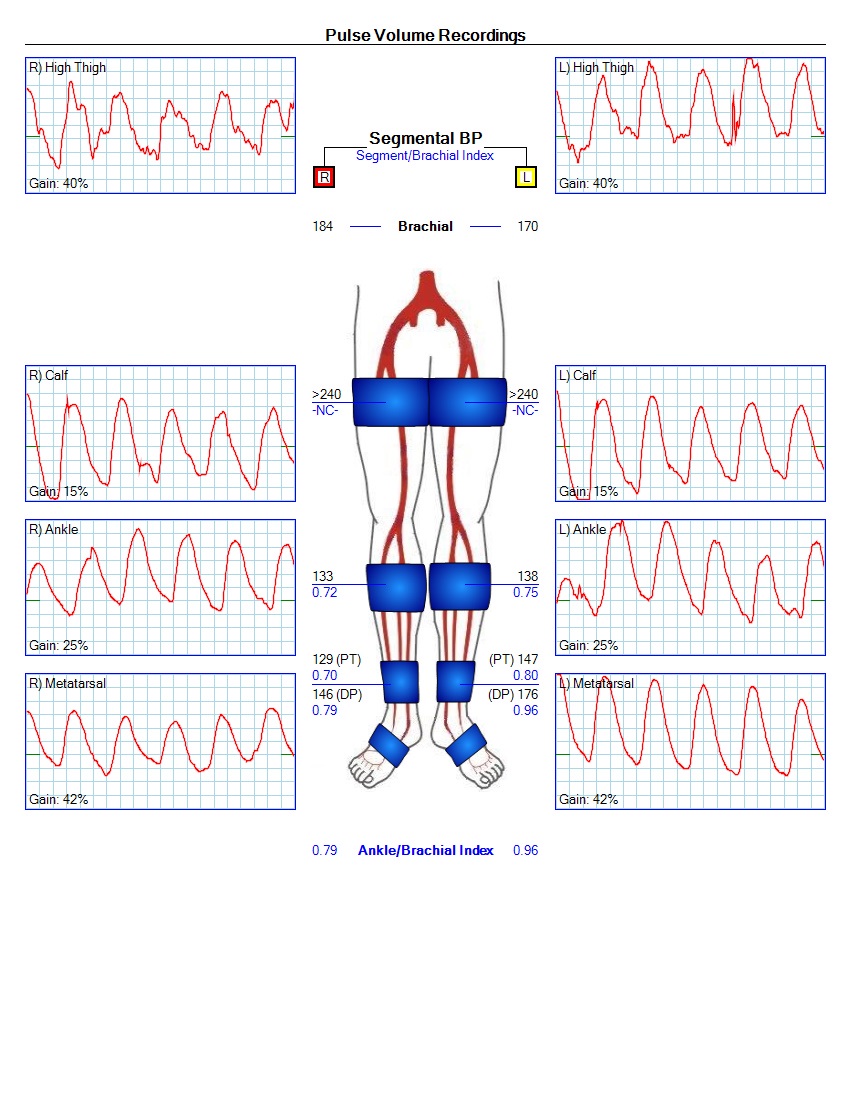 Pulse Volume Recordings
R) High Thigh
Gain: 40%
L) High Thigh
Gain: 40%
Segmental BP
Segment/Brachial Index
R
L
184 Brachial 170
R) Calf
Gain: 15%
L) Calf
Gain: 15%
>240
-NC-
>240
-NC-
R) Ankle
Gain: 25%
L) Ankle
Gain: 25%
133
0.72
138
0.75
R) Metatarsal
Gain: 42%
L) Metatarsal
Gain: 42%
129 (PT)
0.70
146 (DP)
0.79
(PT) 147
0.80
(DP) 176
0.96
0.79 Ankle/Brachial Index 0.96